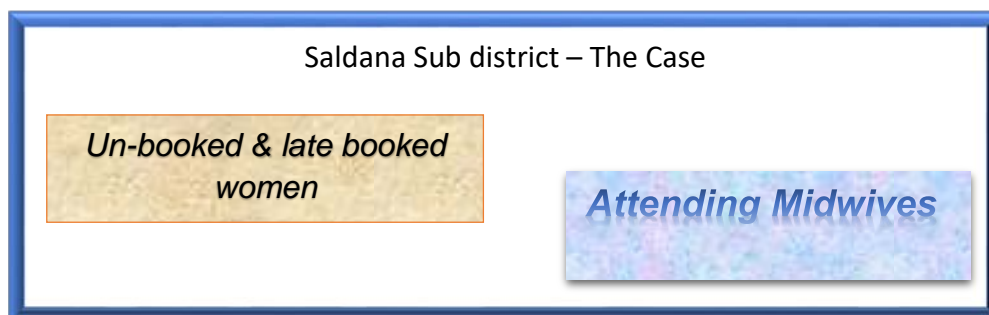 Saldana Sub district – The Case
Un-booked & late booked
women
Attending Midwives